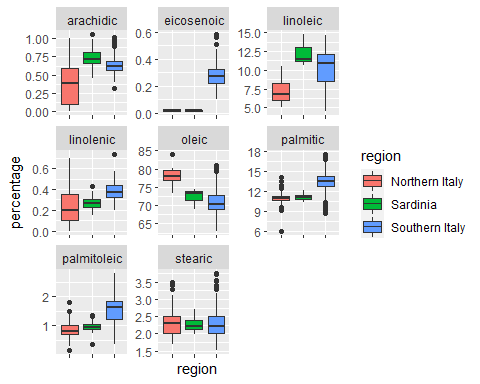 arachidic
eicosenoic
linoleic
1.00
0.75
0.50
0.25
0.00
0.6
0.4
0.2
0.0
15.0
12.5
10.0
7.5
5.0
linolenic
oleic
palmitic
0.6
0.4
0.2
0.0
85
80
75
70
65
18
15
12
9
6
palmitoleic
stearic
2
1
3.5
3.0
2.5
2.0
1.5
percentage
region
region
Northern Italy
Sardinia
Southern Italy